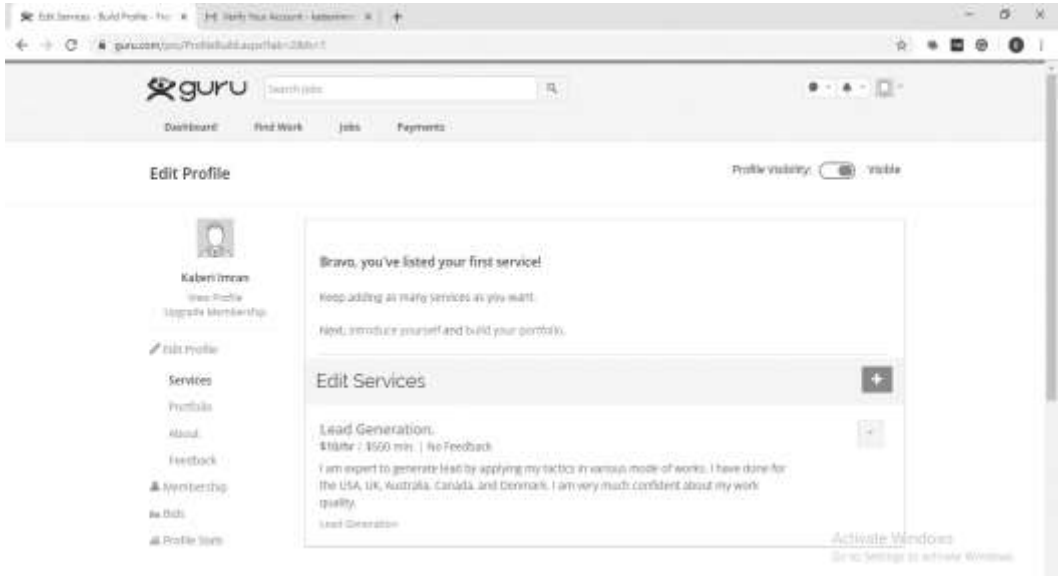 Edit Services - Build Profile - Pro
Verify Your Account -
guru.com/pro/ProfileBuild.aspx
guru
Search jobs
Dashboard Find Work Jobs Payments
Edit Profile
Profile Visibility: Visible
Kaberi Imran
View Profile
Upgrade Membership
Edit Profile
Services
Portfolio
About
Feedback
Membership
Bids
Profile Stats
Bravo, you've listed your first service!
Keep adding as many services as you want.
Next, introduce yourself and build your portfolio.
Edit Services
Lead Generation.
$10/hr / $500 min. | No Feedback
I am expert to generate lead by applying my tactics in various mode of works. I have done for
the USA, UK, Australia, Canada, and Denmark. I am very much confident about my work
quality.
Lead Generation
Activate Windows
Go to Settings to activate Windows.